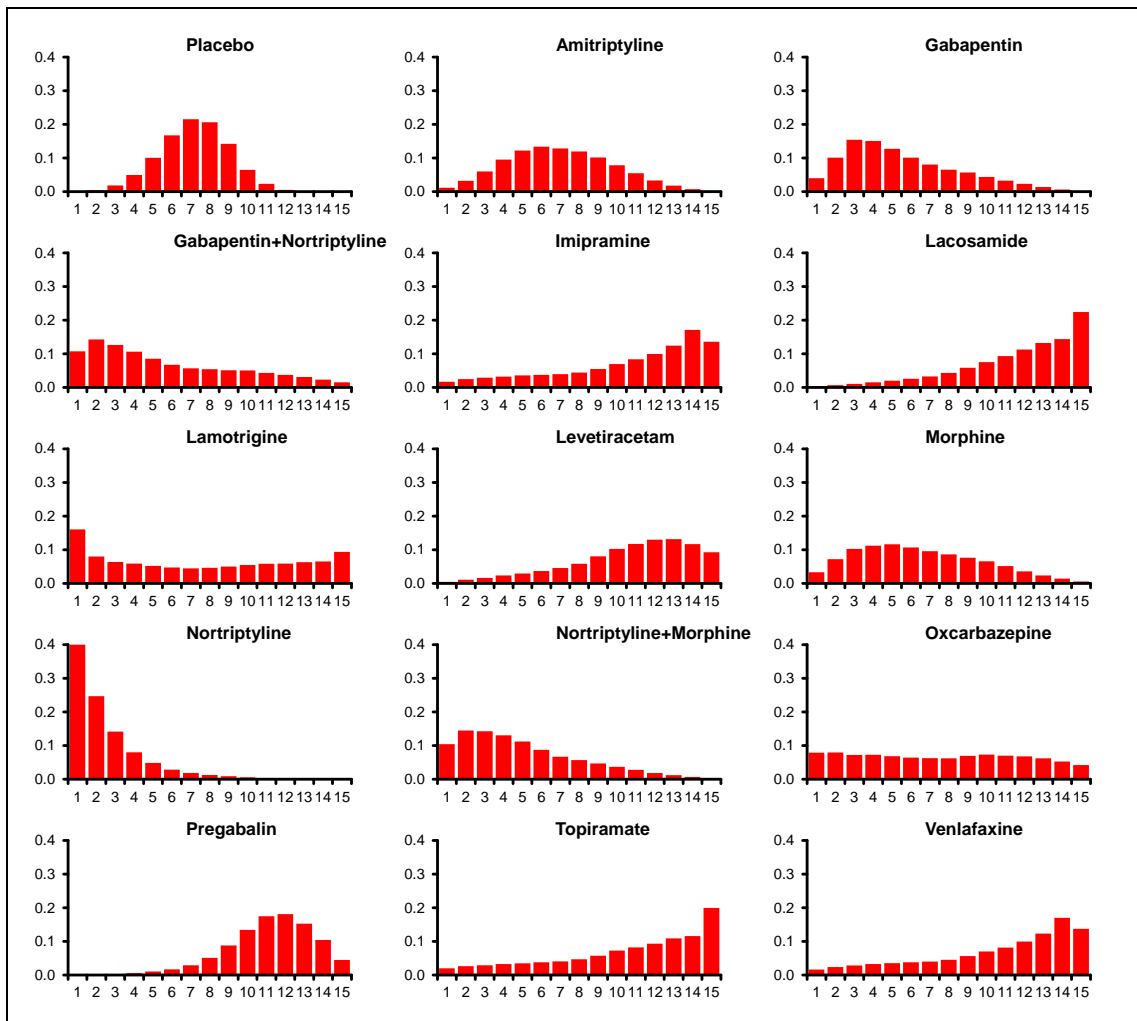 Placebo Amitriptyline Gabapentin
0.4 0.4 0.4
0.3 0.3 0.3
0.2 0.2 0.2
0.1 0.1 0.1
0.0 0.0 0.0
1 2 3 4 5 6 7 8 9 10 11 12 13 14 15 1 2 3 4 5 6 7 8 9 10 11 12 13 14 15 1 2 3 4 5 6 7 8 9 10 11 12 13 14 15
Gabapentin+Nortriptyline Imipramine Lacosamide
0.4 0.4 0.4
0.3 0.3 0.3
0.2 0.2 0.2
0.1 0.1 0.1
0.0 0.0 0.0
1 2 3 4 5 6 7 8 9 10 11 12 13 14 15 1 2 3 4 5 6 7 8 9 10 11 12 13 14 15 1 2 3 4 5 6 7 8 9 10 11 12 13 14 15
Lamotrigine Levetiracetam Morphine
0.4 0.4 0.4
0.3 0.3 0.3
0.2 0.2 0.2
0.1 0.1 0.1
0.0 0.0 0.0
1 2 3 4 5 6 7 8 9 10 11 12 13 14 15 1 2 3 4 5 6 7 8 9 10 11 12 13 14 15 1 2 3 4 5 6 7 8 9 10 11 12 13 14 15
Nortriptyline Nortriptyline+Morphine Oxcarbazepine
0.4 0.4 0.4
0.3 0.3 0.3
0.2 0.2 0.2
0.1 0.1 0.1
0.0 0.0 0.0
1 2 3 4 5 6 7 8 9 10 11 12 13 14 15 1 2 3 4 5 6 7 8 9 10 11 12 13 14 15 1 2 3 4 5 6 7 8 9 10 11 12 13 14 15
Pregabalin Topiramate Venlafaxine
0.4 0.4 0.4
0.3 0.3 0.3
0.2 0.2 0.2
0.1 0.1 0.1
0.0 0.0 0.0
1 2 3 4 5 6 7 8 9 10 11 12 13 14 15 1 2 3 4 5 6 7 8 9 10 11 12 13 14 15 1 2 3 4 5 6 7 8 9 10 11 12 13 14 15